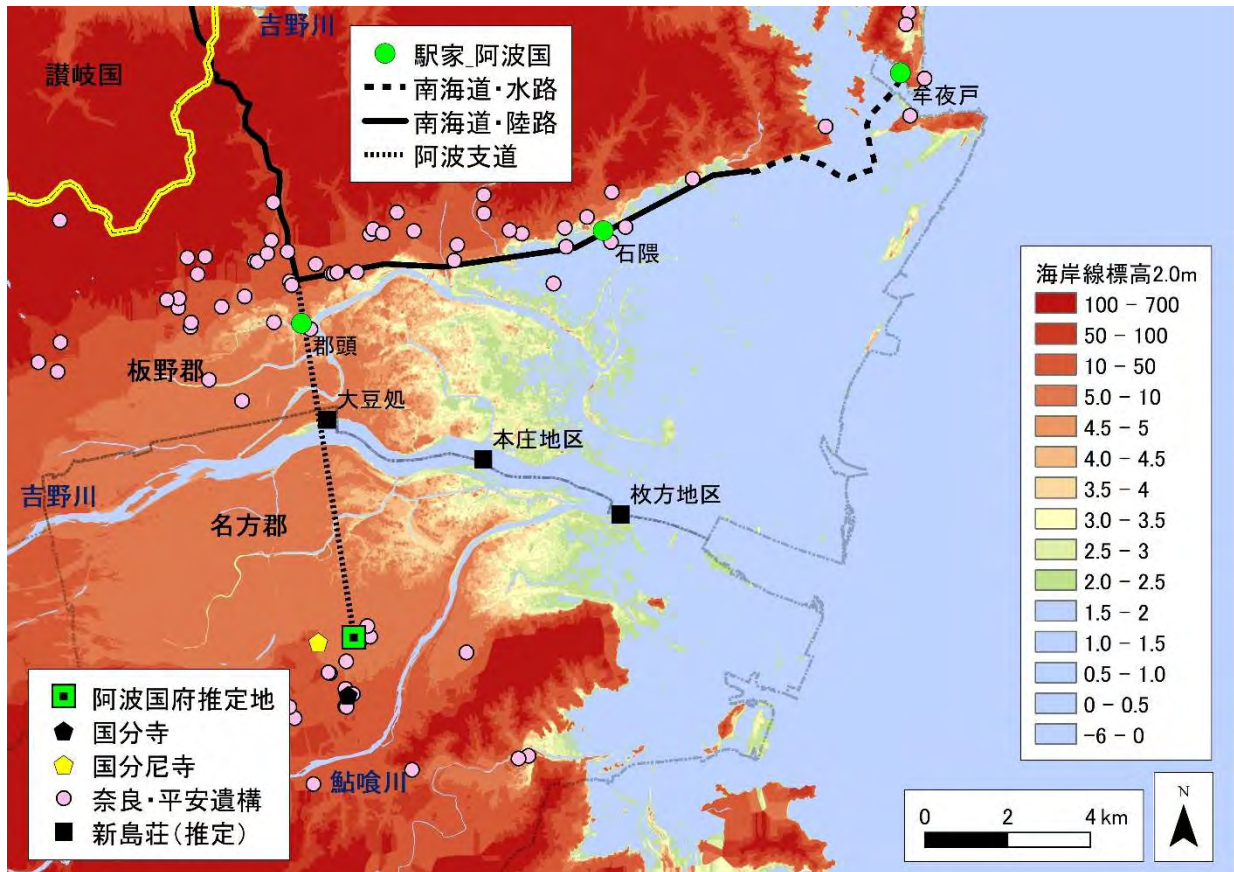 吉野川
讃岐国
駅家_阿波国
南海道・水路
南海道・陸路
阿波支道
牟夜戸
石隈
郡頭
板野郡
大豆処
本庄地区
枚方地区
吉野川
名方郡
鮎喰川
海岸線標高2.0m
100 - 700
50 - 100
10 - 50
5.0 - 10
4.5 - 5
4.0 - 4.5
3.5 - 4
3.0 - 3.5
2.5 - 3
2.0 - 2.5
1.5 - 2
1.0 - 1.5
0.5 - 1.0
0 - 0.5
-6 - 0
阿波国府推定地
国分寺
国分尼寺
奈良・平安遺構
新島荘(推定)
0 2 4 km
N